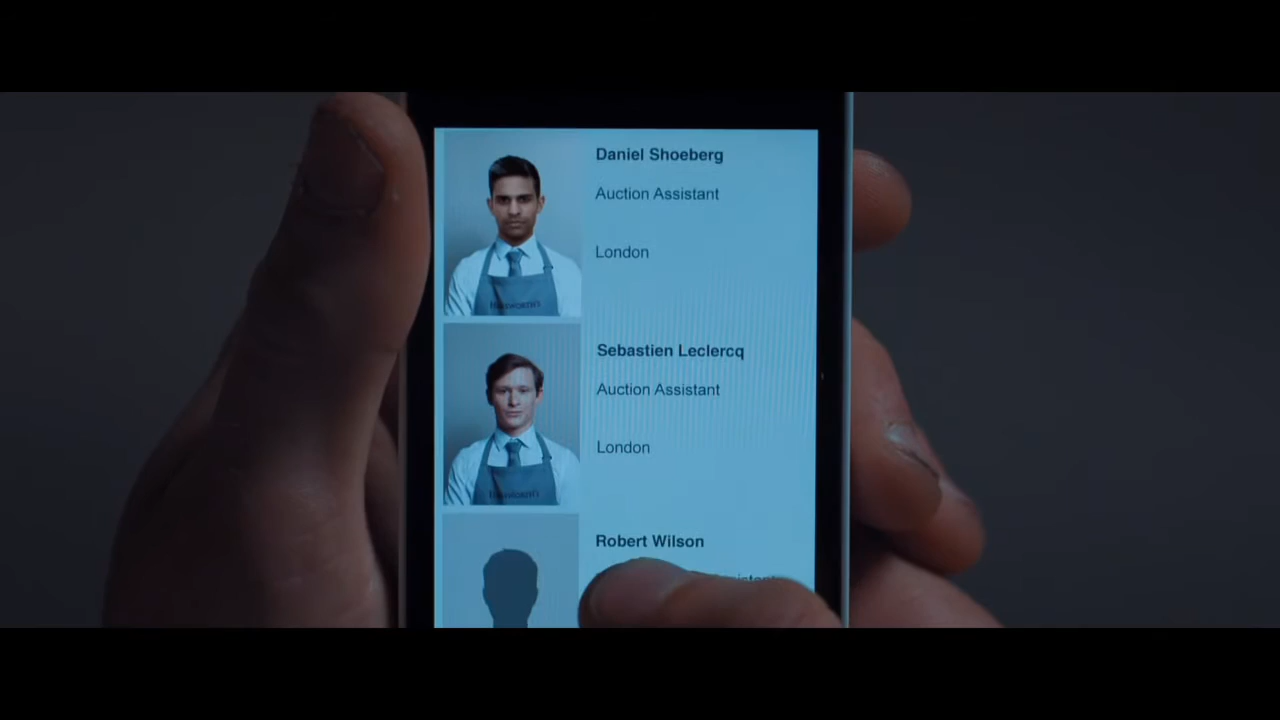 Daniel Shoeberg
Auction Assistant
London
Sebastien Leclercq
Auction Assistant
London
Robert Wilson